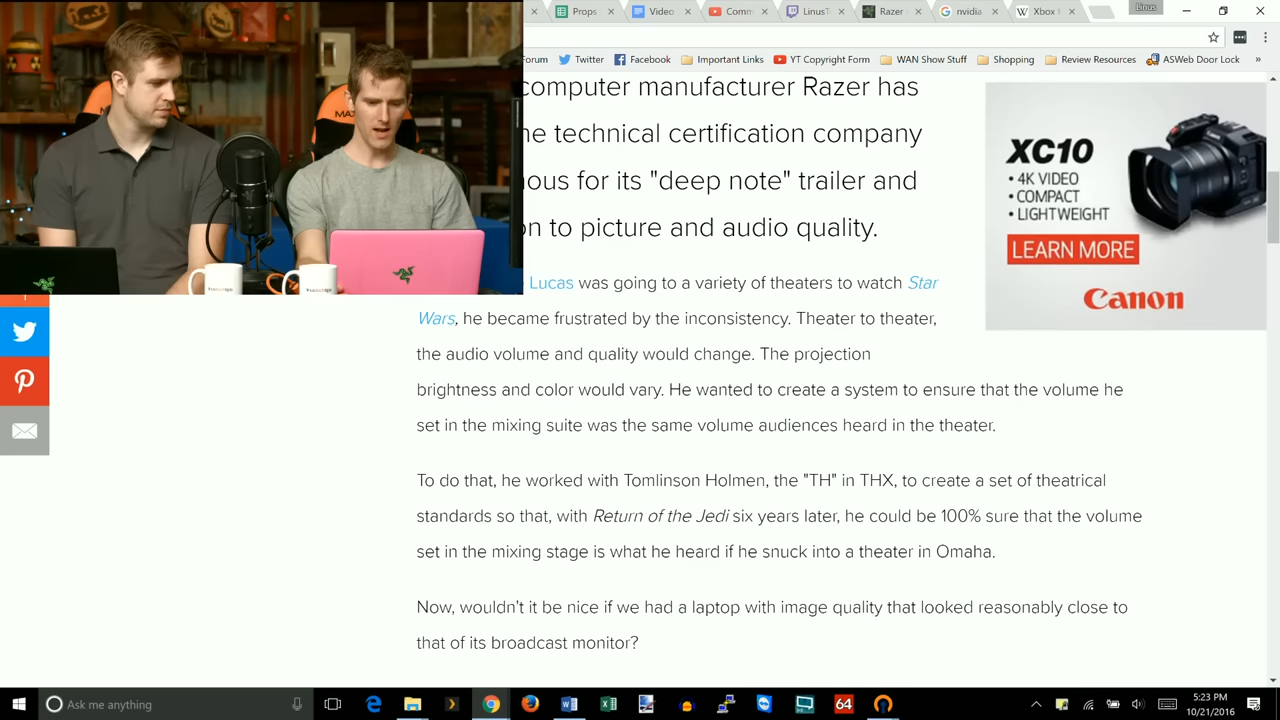 Props
Video
Comm
LinusT
Razer
nvidia
Xbox t
Linus
orum
Twitter
Facebook
Important Links
YT Copyright Form
WAN Show Stuff
Shopping
Review Resources
ASWeb Door Lock
»
computer manufacturer Razer has
he technical certification company
ous for its "deep note" trailer and
on to picture and audio quality.
XC10
• 4K VIDEO
• COMPACT
• LIGHTWEIGHT
LEARN MORE
Canon
Lucas was going to a variety of theaters to watch Star
Wars, he became frustrated by the inconsistency. Theater to theater,
the audio volume and quality would change. The projection
brightness and color would vary. He wanted to create a system to ensure that the volume he
set in the mixing suite was the same volume audiences heard in the theater.
To do that, he worked with Tomlinson Holmen, the "TH" in THX, to create a set of theatrical
standards so that, with Return of the Jedi six years later, he could be 100% sure that the volume
set in the mixing stage is what he heard if he snuck into a theater in Omaha.
Now, wouldn't it be nice if we had a laptop with image quality that looked reasonably close to
that of its broadcast monitor?
Ask me anything
64
5:23 PM
10/21/2016